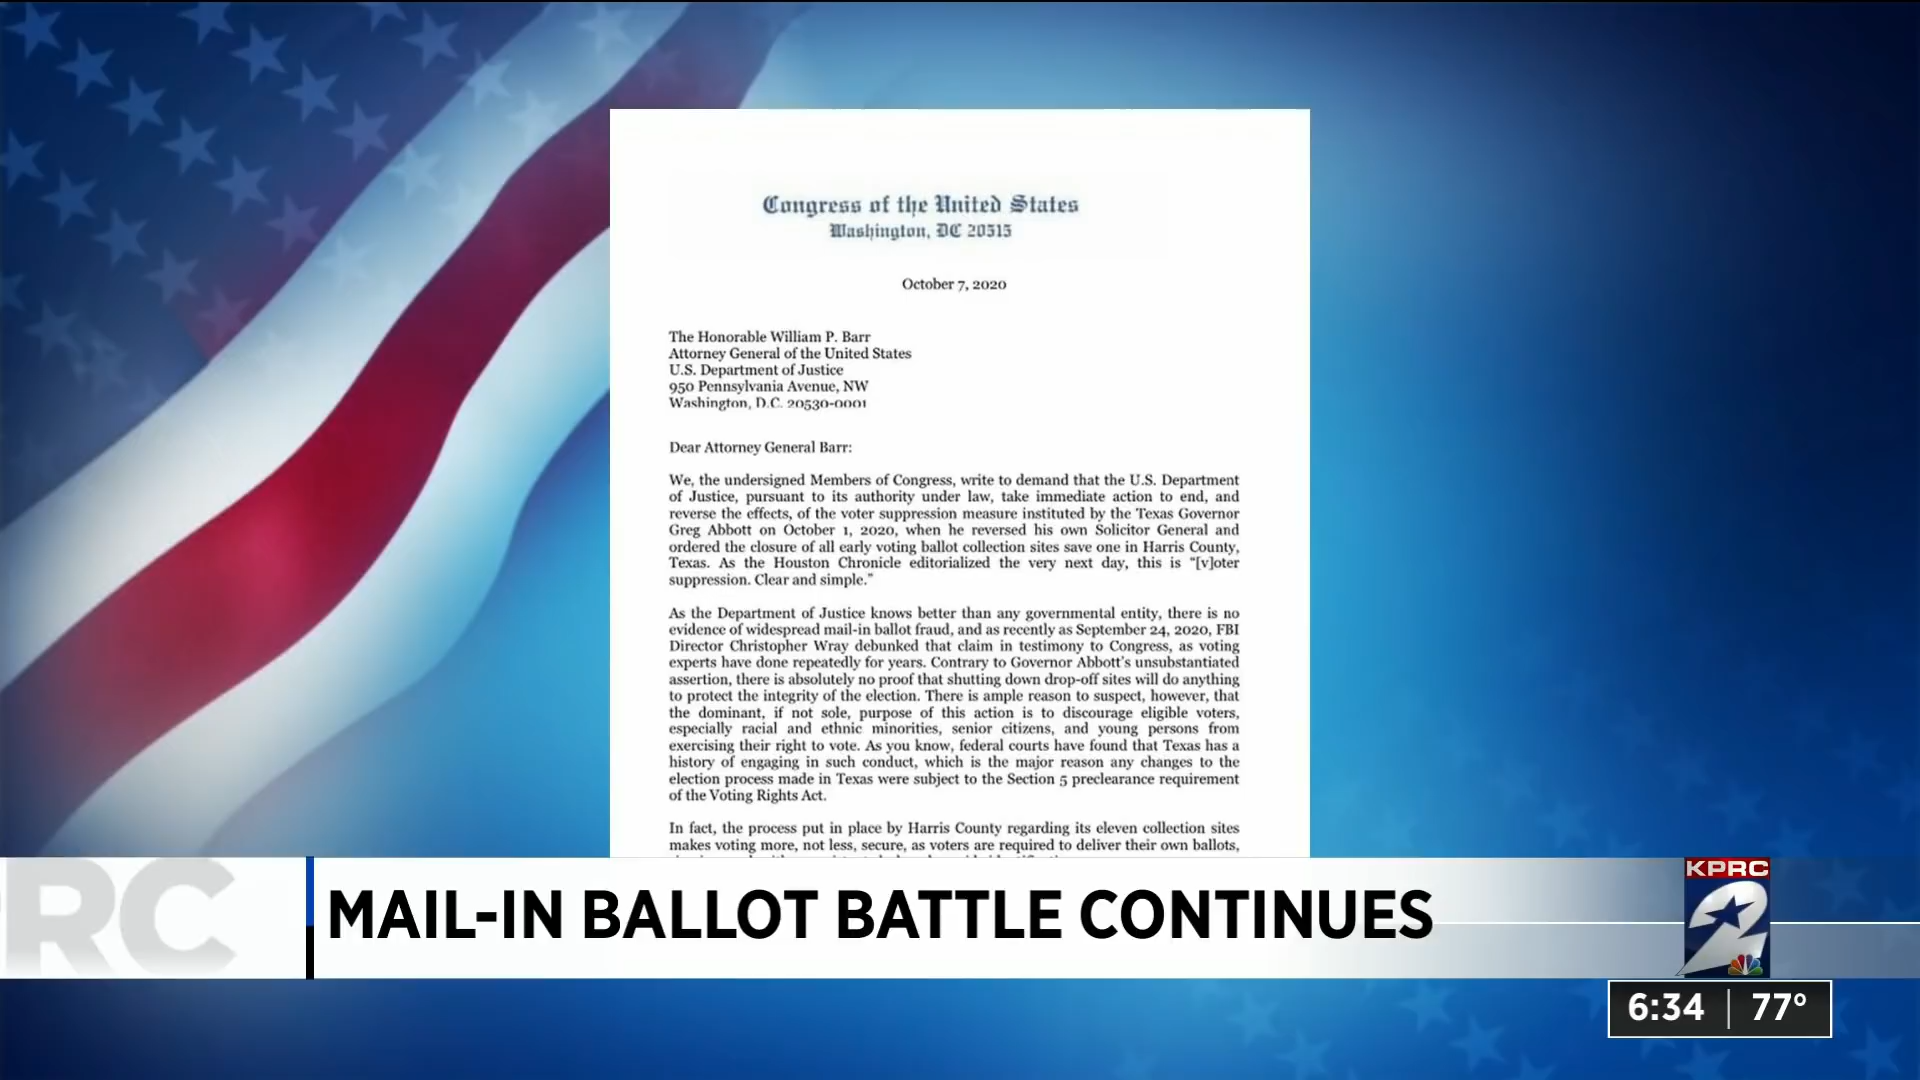 Congress of the United States
Washington, DC 20515
October 7, 2020
The Honorable William P. Barr
Attorney General of the United States
U.S. Department of Justice
950 Pennsylvania Avenue, NW
Washington, D.C. 20530-0001
Dear Attorney General Barr:
We, the undersigned Members of Congress, write to demand that the U.S. Department
of Justice, pursuant to its authority under law, take immediate action to end, and
reverse the effects, of the voter suppression measure instituted by the Texas Governor
Greg Abbott on October 1, 2020, when he reversed his own Solicitor General and
ordered the closure of all early voting ballot collection sites save one in Harris County,
Texas. As the Houston Chronicle editorialized the very next day, this is “[v]oter
suppression. Clear and simple.”
As the Department of Justice knows better than any governmental entity, there is no
evidence of widespread mail-in ballot fraud, and as recently as September 24, 2020, FBI
Director Christopher Wray debunked that claim in testimony to Congress, as voting
experts have done repeatedly for years. Contrary to Governor Abbott’s unsubstantiated
assertion, there is absolutely no proof that shutting down drop-off sites will do anything
to protect the integrity of the election. There is ample reason to suspect, however, that
the dominant, if not sole, purpose of this action is to discourage eligible voters,
especially racial and ethnic minorities, senior citizens, and young persons from
exercising their right to vote. As you know, federal courts have found that Texas has a
history of engaging in such conduct, which is the major reason any changes to the
election process made in Texas were subject to the Section 5 preclearance requirement
of the Voting Rights Act.
In fact, the process put in place by Harris County regarding its eleven collection sites
makes voting more, not less, secure, as voters are required to deliver their own ballots,
RC
MAIL-IN BALLOT BATTLE CONTINUES
KPRC
2
6:34 77°